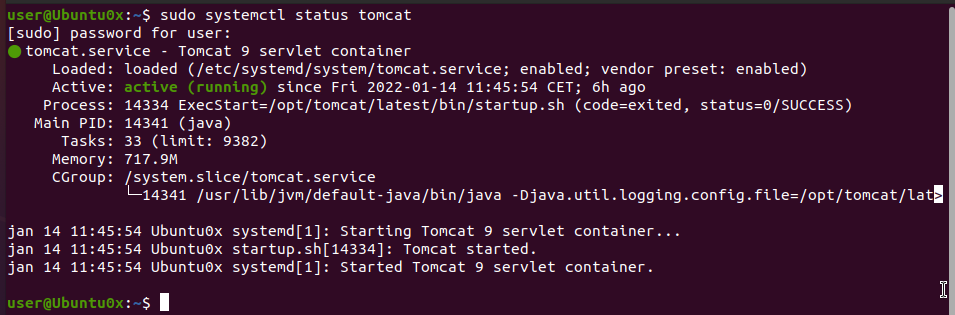 user@Ubuntu0x:~$ sudo systemctl status tomcat
[sudo] password for user:
● tomcat.service - Tomcat 9 servlet container
     Loaded: loaded (/etc/systemd/system/tomcat.service; enabled; vendor preset: enabled)
     Active: active (running) since Fri 2022-01-14 11:45:54 CET; 6h ago
    Process: 14334 ExecStart=/opt/tomcat/latest/bin/startup.sh (code=exited, status=0/SUCCESS)
   Main PID: 14341 (java)
      Tasks: 33 (limit: 9382)
     Memory: 717.9M
     CGroup: /system.slice/tomcat.service
             └─14341 /usr/lib/jvm/default-java/bin/java -Djava.util.logging.config.file=/opt/tomcat/lat>
jan 14 11:45:54 Ubuntu0x systemd[1]: Starting Tomcat 9 servlet container...
jan 14 11:45:54 Ubuntu0x startup.sh[14334]: Tomcat started.
jan 14 11:45:54 Ubuntu0x systemd[1]: Started Tomcat 9 servlet container.
user@Ubuntu0x:~$